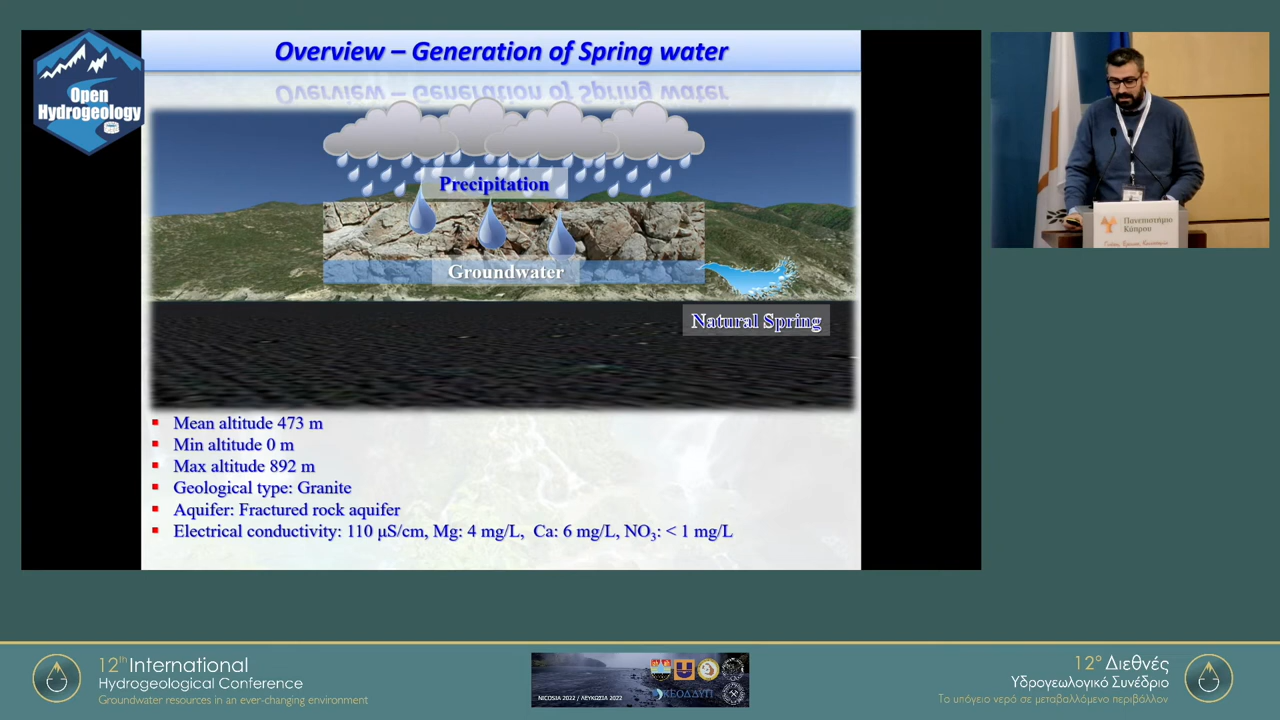 Overview – Generation of Spring water
Open
Hydrogeology
Precipitation
Groundwater
Natural Spring
Mean altitude 473 m
Min altitude 0 m
Max altitude 892 m
Geological type: Granite
Aquifer: Fractured rock aquifer
Electrical conductivity: 110 μS/cm, Mg: 4 mg/L, Ca: 6 mg/L, NO₃: < 1 mg/L
Πανεπιστήμιο
Κύπρου
12th International
Hydrogeological Conference
Groundwater resources in an ever-changing environment
NICOSIA 2022 / ΛΕΥΚΩΣΙΑ 2022
ΚΕΟΔΔΥΠ
12° Διεθνές
Υδρογεωλογικό Συνέδριο
Το υπόγειο νερό σε μεταβαλλόμενο περιβάλλον